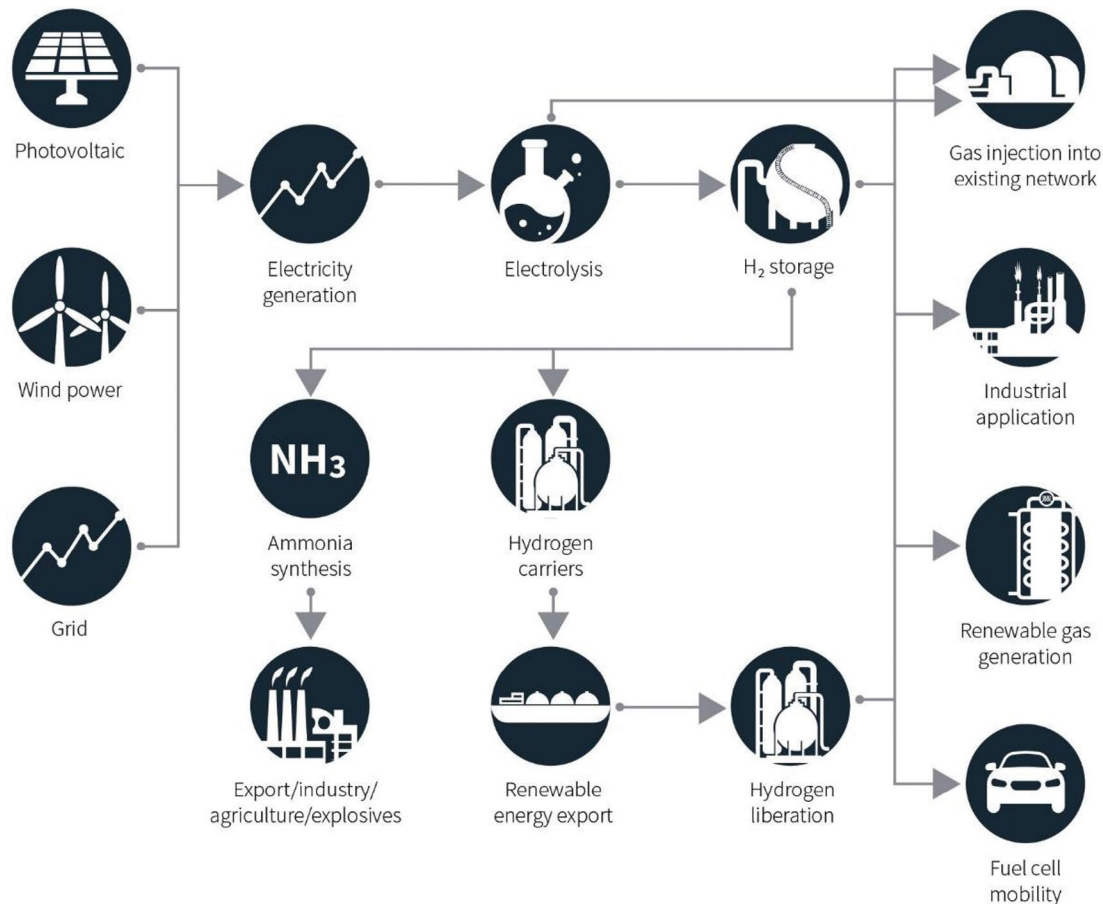 Photovoltaic
Gas injection into
existing network
Electricity
generation
Electrolysis
H₂ storage
Wind power
Industrial
application
NH₃
Ammonia
synthesis
Hydrogen
carriers
Grid
Renewable gas
generation
Export/industry/
agriculture/explosives
Renewable
energy export
Hydrogen
liberation
Fuel cell
mobility